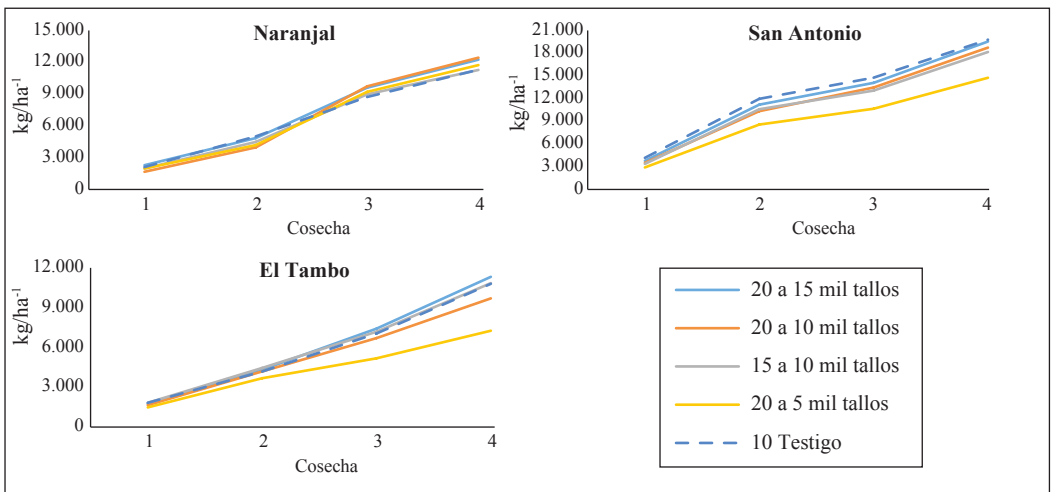 Naranjal
kg/ha-1
15.000
12.000
9.000
6.000
3.000
0
1 2 3 4
Cosecha
San Antonio
kg/ha-1
21.000
18.000
15.000
12.000
9.000
6.000
3.000
0
1 2 3 4
Cosecha
El Tambo
kg/ha-1
12.000
9.000
6.000
3.000
0
1 2 3 4
Cosecha
20 a 15 mil tallos
20 a 10 mil tallos
15 a 10 mil tallos
20 a 5 mil tallos
10 Testigo